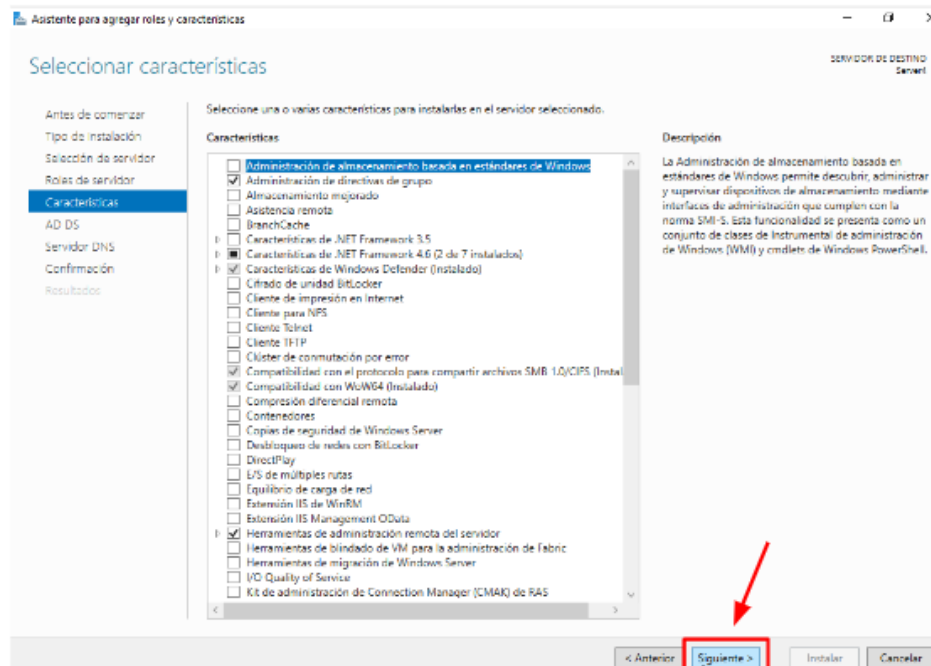 Asistente para agregar roles y características
Seleccionar características
SERVIDOR DE DESTINO
Server1
Antes de comenzar
Tipo de instalación
Selección de servidor
Roles de servidor
Características
AD DS
Servidor DNS
Confirmación
Resultados
Seleccione una o varias características para instalarlas en el servidor seleccionado.
Características
Administración de almacenamiento basada en estándares de Windows
Administración de directivas de grupo
Almacenamiento mejorado
Asistencia remota
BranchCache
Características de .NET Framework 3.5
Características de .NET Framework 4.6 (2 de 7 instalados)
Características de Windows Defender (Instalado)
Cifrado de unidad BitLocker
Cliente de impresión en Internet
Cliente para NFS
Cliente Telnet
Cliente TFTP
Clúster de conmutación por error
Compatibilidad con el protocolo para compartir archivos SMB 1.0/CIFS (Instal
Compatibilidad con WoW64 (Instalado)
Compresión diferencial remota
Contenedores
Copias de seguridad de Windows Server
Desbloqueo de redes con BitLocker
DirectPlay
E/S de múltiples rutas
Equilibrio de carga de red
Extensión IIS de WinRM
Extensión IIS Management OData
Herramientas de administración remota del servidor
Herramientas de blindado de VM para la administración de Fabric
Herramientas de migración de Windows Server
I/O Quality of Service
Kit de administración de Connection Manager (CMAK) de RAS
Descripción
La Administración de almacenamiento basada en
estándares de Windows permite descubrir, administrar
y supervisar dispositivos de almacenamiento mediante
interfaces de administración que cumplen con la
norma SMI-S. Esta funcionalidad se presenta como un
conjunto de clases de Instrumental de administración
de Windows (WMI) y cmdlets de Windows PowerShell.
< Anterior
Siguiente >
Instalar
Cancelar